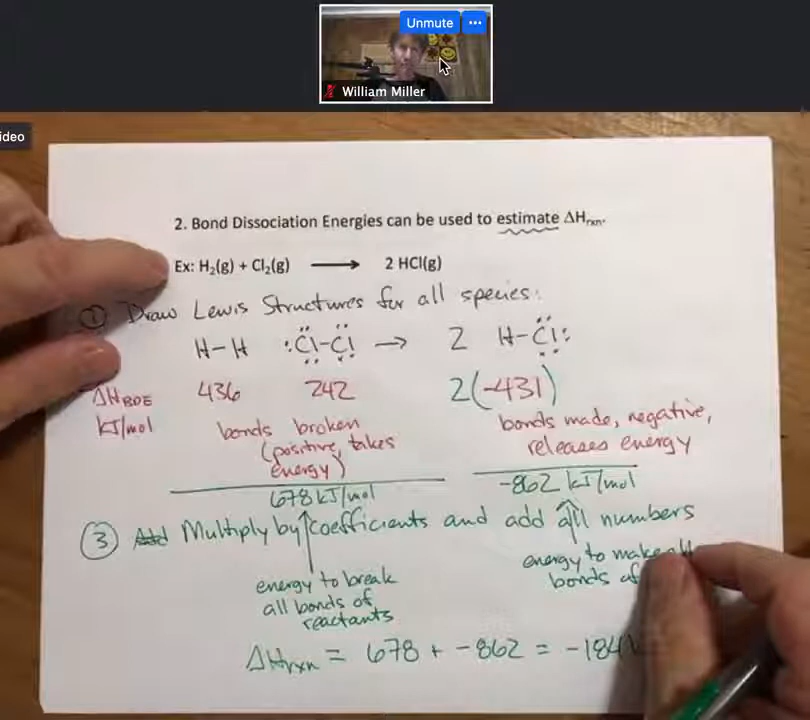 Unmute ...
William Miller
ideo
2. Bond Dissociation Energies can be used to estimate ΔHrxn.
Ex: H₂(g) + Cl₂(g) ⟶ 2 HCl(g)
① Draw Lewis Structures for all species:
H-H :Cl-Cl → 2 H-Cl:
ΔHBDE 436 242 2(-431)
kJ/mol bonds broken bonds made, negative,
(positive, takes releases energy
energy)
678 kJ/mol -862 kJ/mol
③ Add Multiply by coefficients and add all numbers
energy to break energy to make all
all bonds of bonds of
reactants
ΔHrxn = 678 + -862 = -184